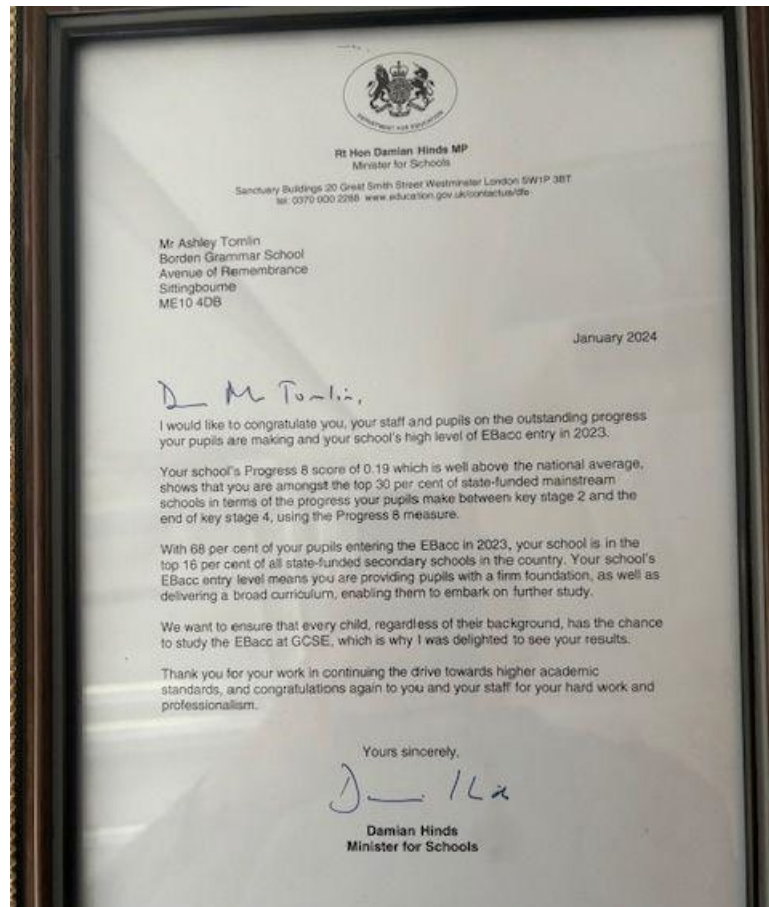 DEPARTMENT FOR EDUCATION
Rt Hon Damian Hinds MP
Minister for Schools
Sanctuary Buildings 20 Great Smith Street Westminster London SW1P 3BT
tel: 0370 000 2288 www.education.gov.uk/contactus/dfe
Mr Ashley Tomlin
Borden Grammar School
Avenue of Remembrance
Sittingbourne
ME10 4DB
January 2024
Mr Tomlin,
I would like to congratulate you, your staff and pupils on the outstanding progress
your pupils are making and your school's high level of EBacc entry in 2023.
Your school's Progress 8 score of 0.19 which is well above the national average,
shows that you are amongst the top 30 per cent of state-funded mainstream
schools in terms of the progress your pupils make between key stage 2 and the
end of key stage 4, using the Progress 8 measure.
With 68 per cent of your pupils entering the EBacc in 2023, your school is in the
top 16 per cent of all state-funded secondary schools in the country. Your school's
EBacc entry level means you are providing pupils with a firm foundation, as well as
delivering a broad curriculum, enabling them to embark on further study.
We want to ensure that every child, regardless of their background, has the chance
to study the EBacc at GCSE, which is why I was delighted to see your results.
Thank you for your work in continuing the drive towards higher academic
standards, and congratulations again to you and your staff for your hard work and
professionalism.
Yours sincerely,
Damian Hinds
Minister for Schools